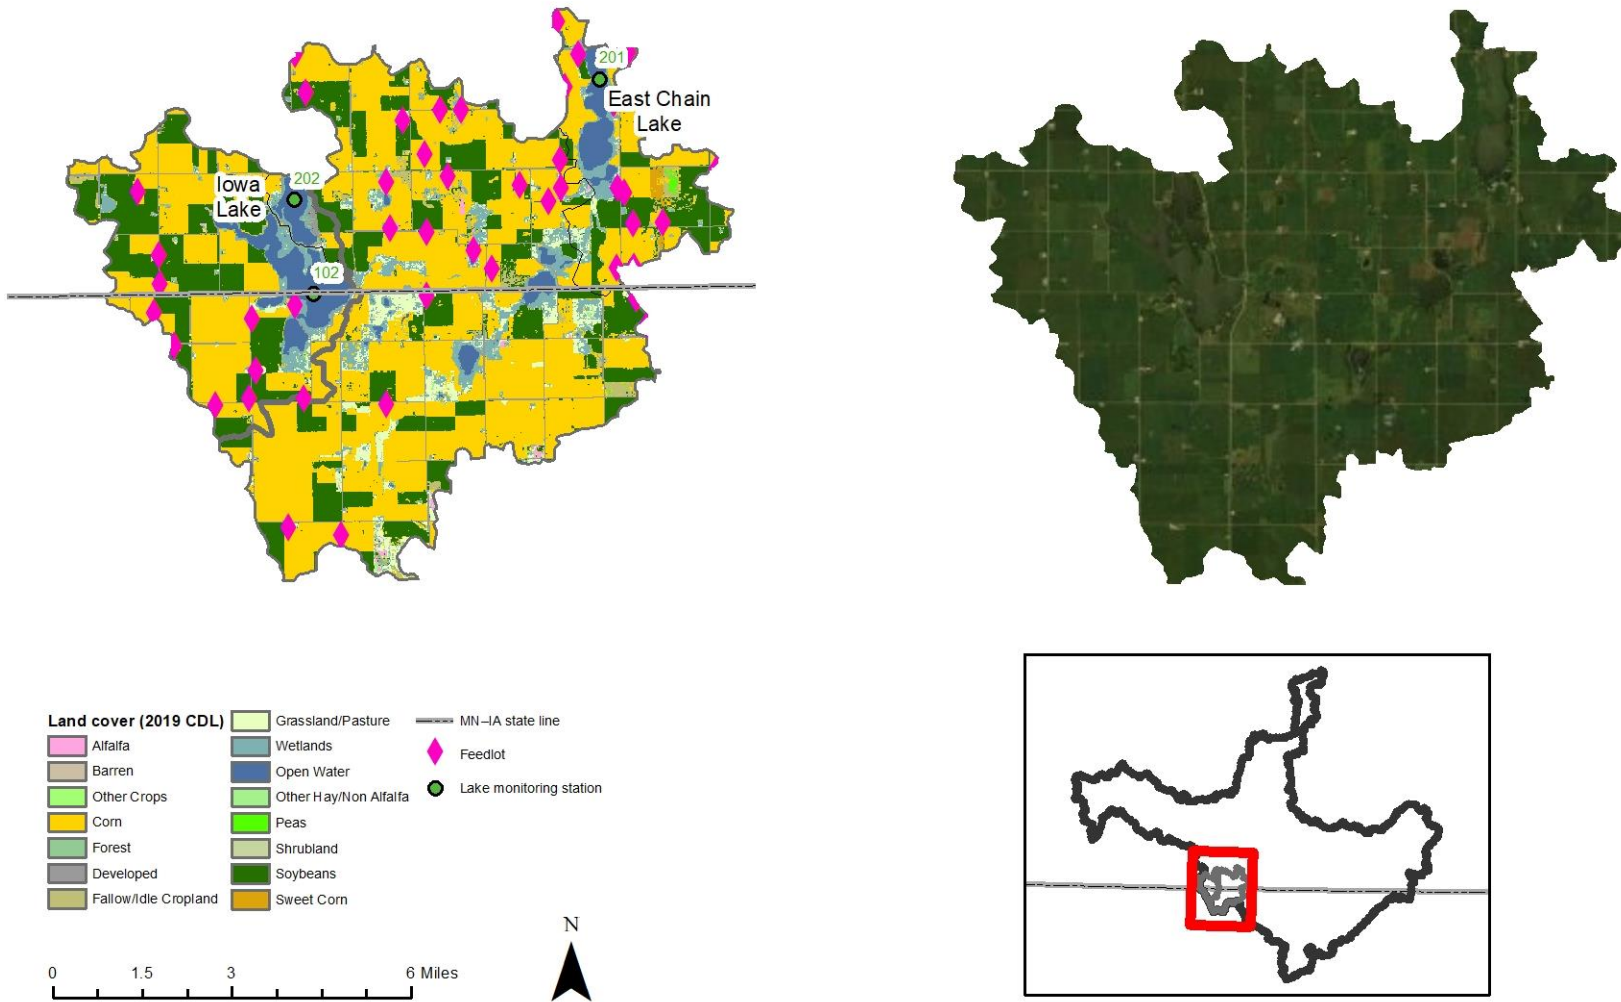 201
East Chain
Lake
Iowa
Lake
202
102
Land cover (2019 CDL)
Alfalfa
Barren
Other Crops
Corn
Forest
Developed
Fallow/Idle Cropland
Grassland/Pasture
Wetlands
Open Water
Other Hay/Non Alfalfa
Peas
Shrubland
Soybeans
Sweet Corn
MN–IA state line
Feedlot
Lake monitoring station
0 1.5 3 6 Miles
N